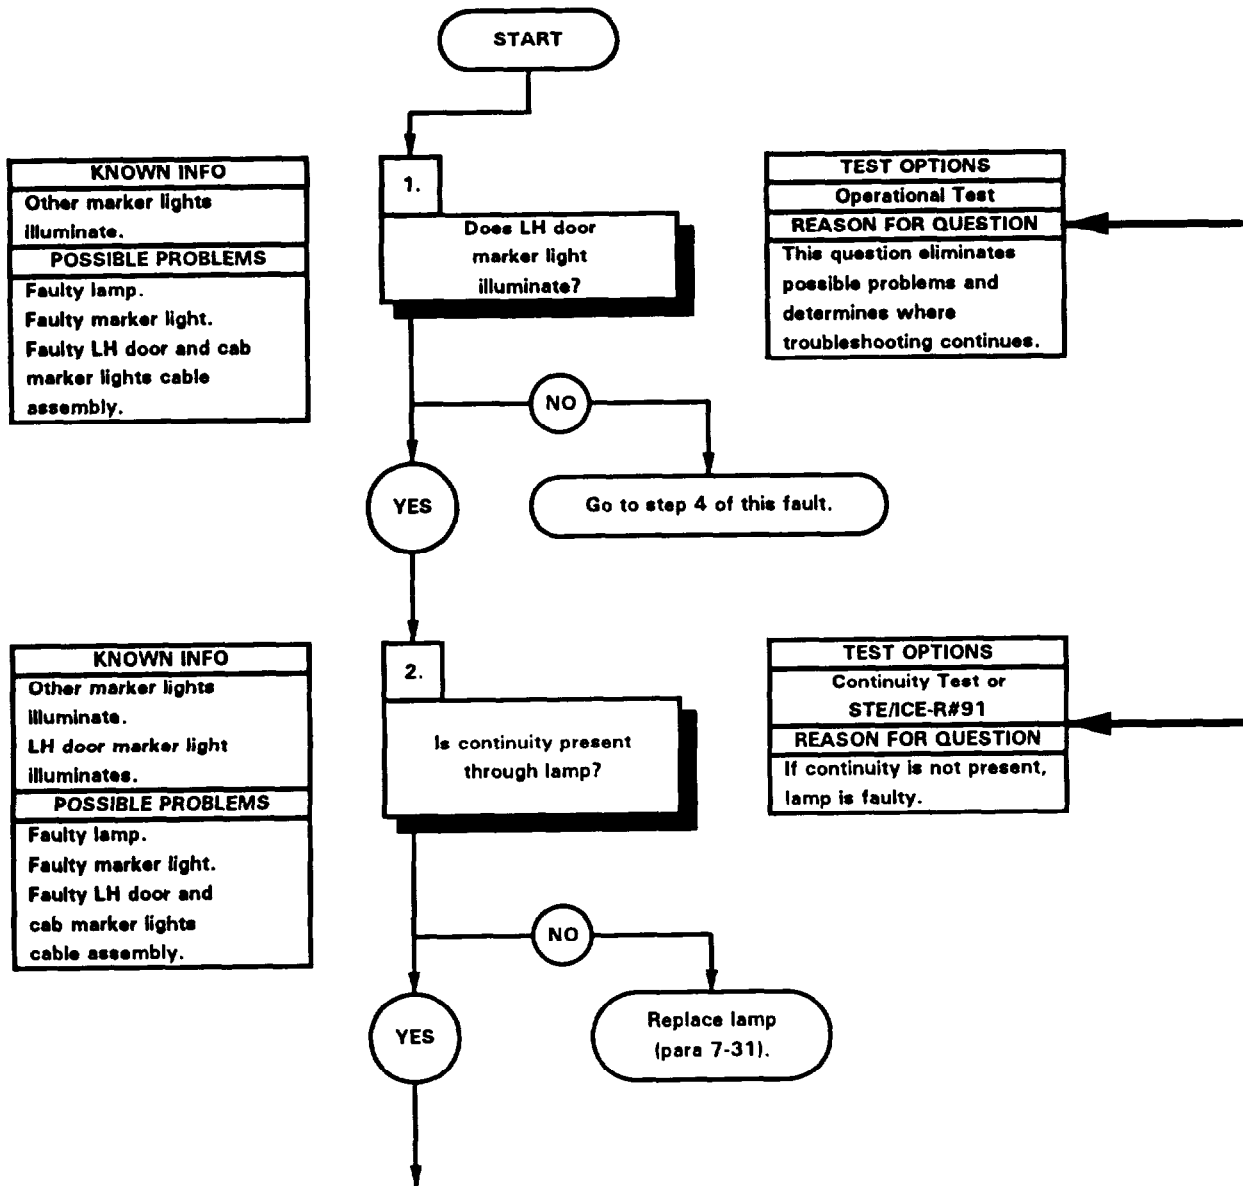 START
KNOWN INFO
Other marker lights
illuminate.
POSSIBLE PROBLEMS
Faulty lamp.
Faulty marker light.
Faulty LH door and cab
marker lights cable
assembly.
1.
Does LH door
marker light
illuminate?
TEST OPTIONS
Operational Test
REASON FOR QUESTION
This question eliminates
possible problems and
determines where
troubleshooting continues.
NO
YES
Go to step 4 of this fault.
KNOWN INFO
Other marker lights
illuminate.
LH door marker light
illuminates.
POSSIBLE PROBLEMS
Faulty lamp.
Faulty marker light.
Faulty LH door and
cab marker lights
cable assembly.
2.
Is continuity present
through lamp?
TEST OPTIONS
Continuity Test or
STE/ICE-R#91
REASON FOR QUESTION
If continuity is not present,
lamp is faulty.
NO
YES
Replace lamp
(para 7-31).